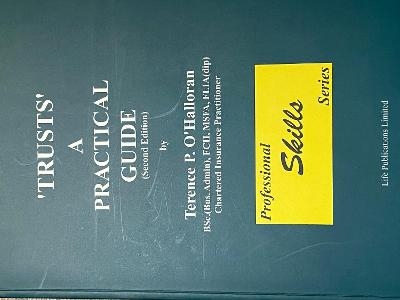 'TRUSTS'
A
PRACTICAL
GUIDE
(Second Edition)
by
Terence P. O'Halloran
BSc.(Bus. Admin), FCII, MSFA, FLIA(dip)
Chartered Insurance Practitioner
Professional
Skills
Series
Life Publications Limited